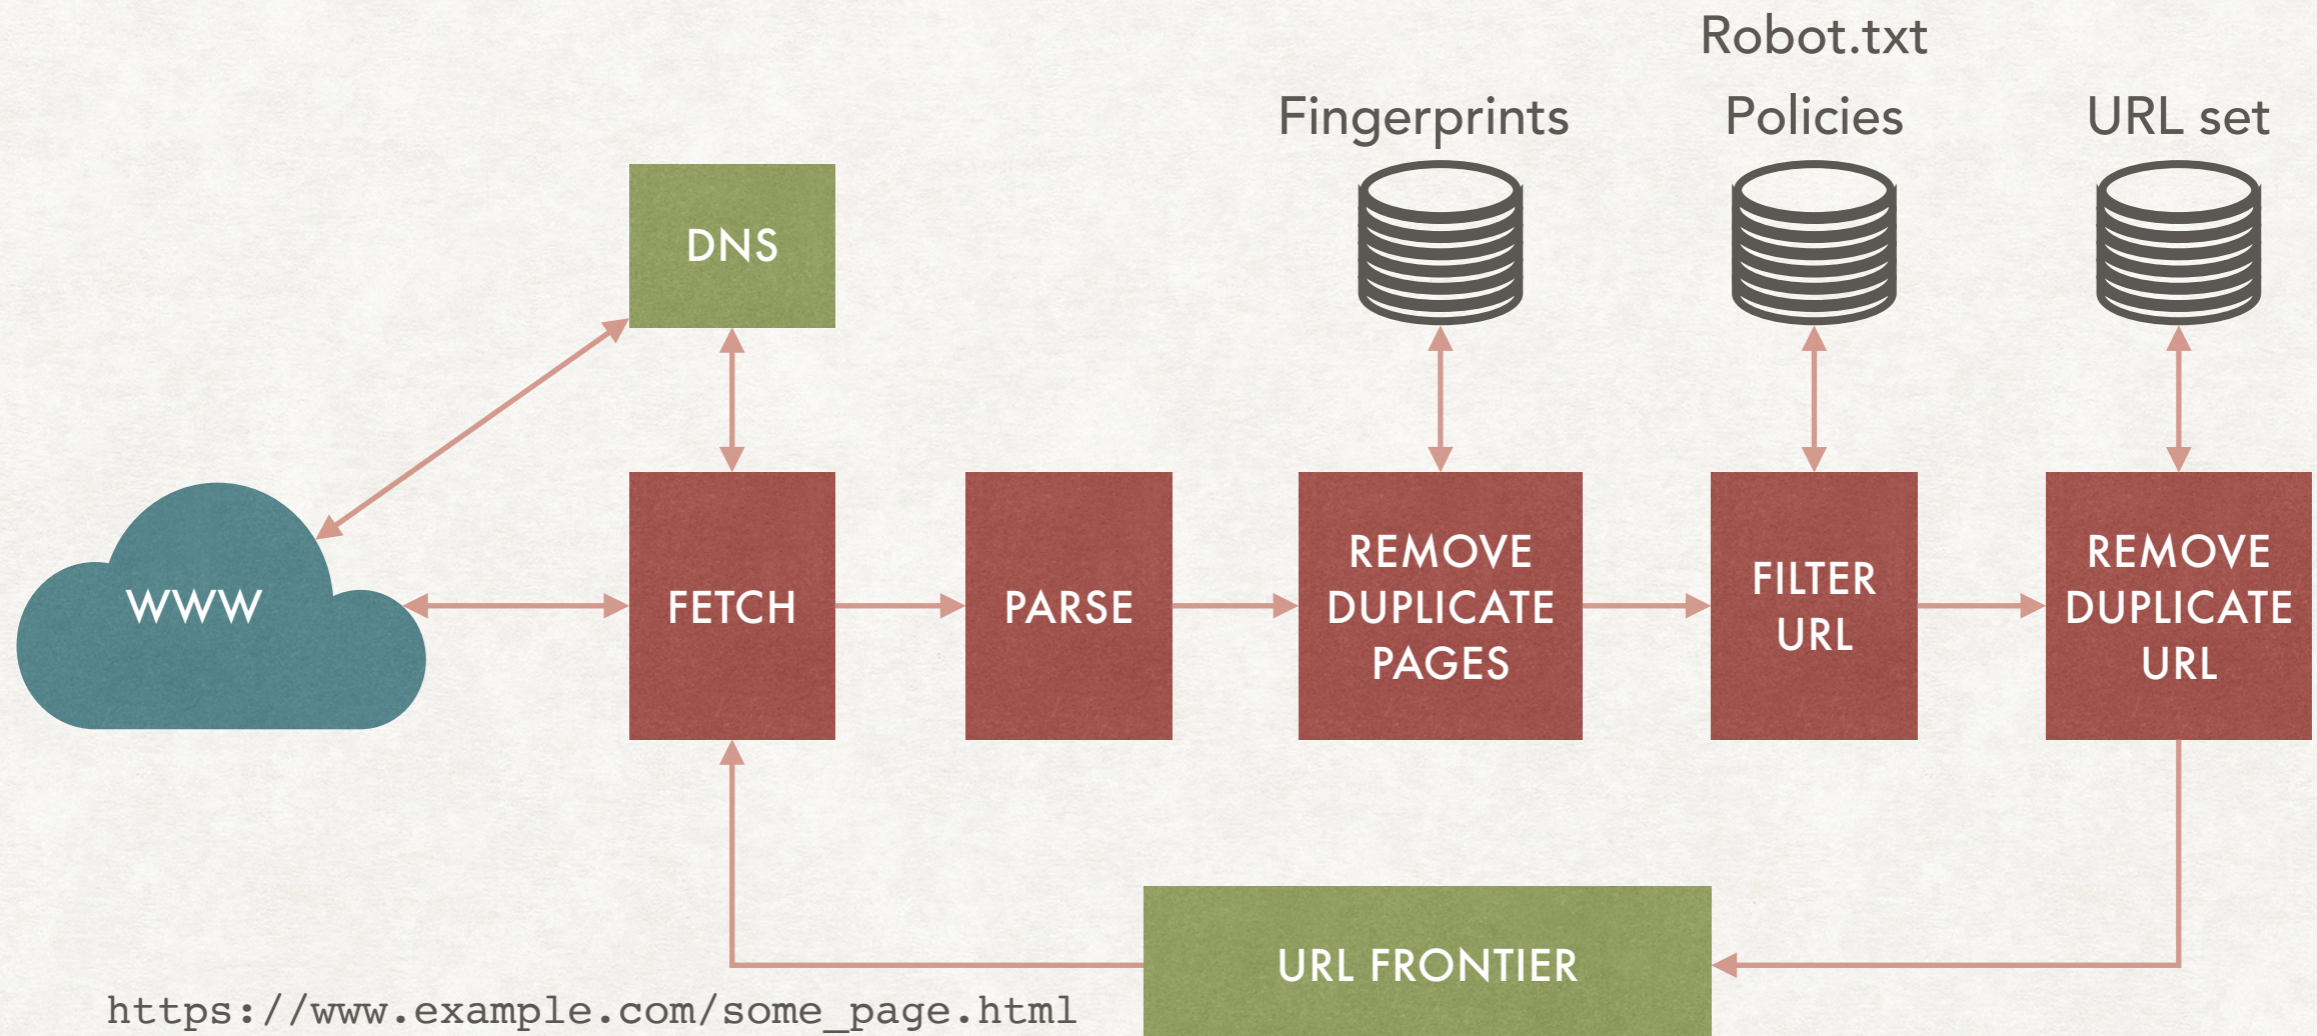 Robot.txt
Fingerprints
Policies
URL set
DNS
WWW
FETCH
PARSE
REMOVE
DUPLICATE
PAGES
FILTER
URL
REMOVE
DUPLICATE
URL
URL FRONTIER
https://www.example.com/some_page.html